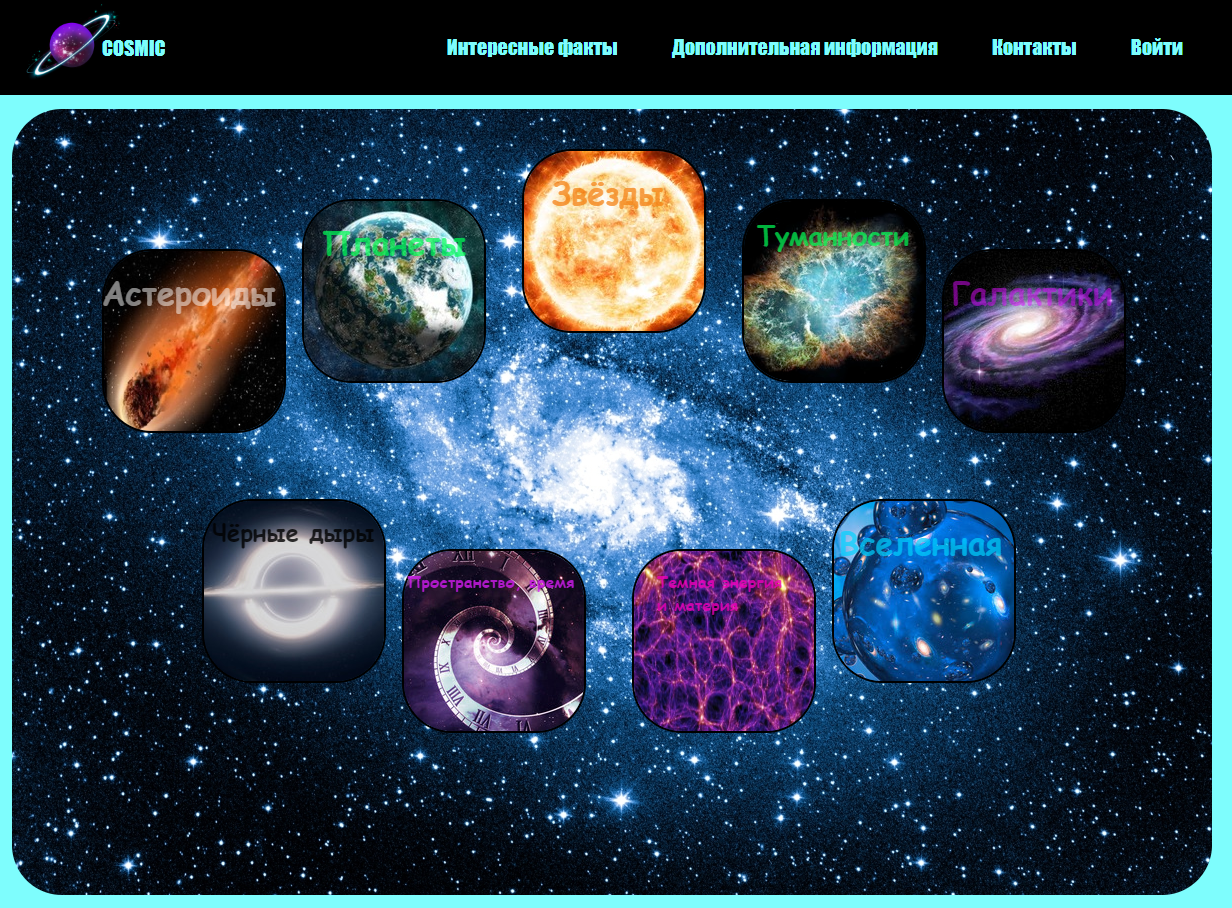 COSMIC
Интересные факты
Дополнительная информация
Контакты
Войти
Звёзды
Планеты
Туманности
Астероиды
Галактики
Чёрные дыры
Вселенная
Пространство время
Темная энергия
и материя